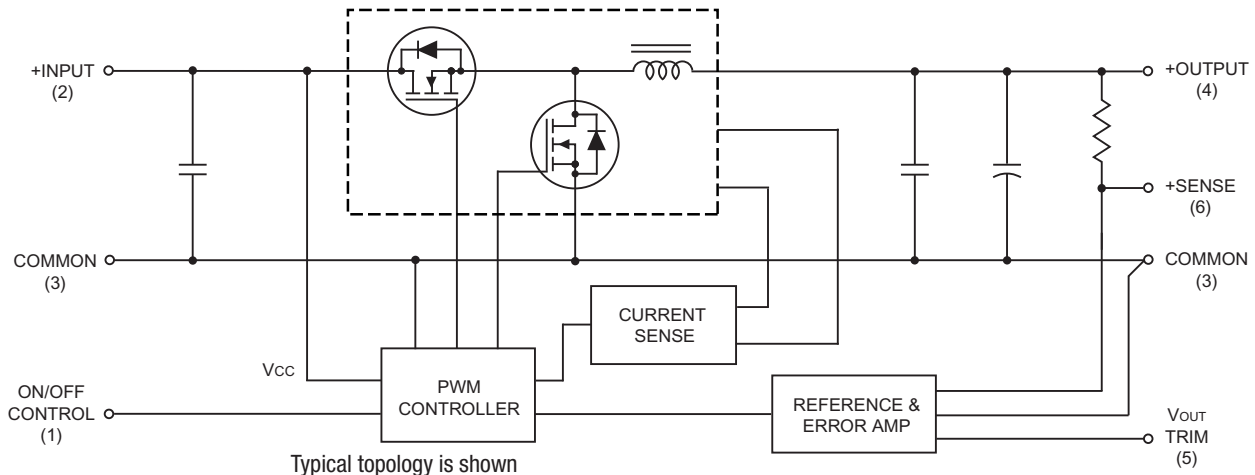 +INPUT
(2)
+OUTPUT
(4)
+SENSE
(6)
COMMON
(3)
COMMON
(3)
CURRENT
SENSE
VCC
PWM
CONTROLLER
ON/OFF
CONTROL
(1)
REFERENCE &
ERROR AMP
VOUT
TRIM
(5)
Typical topology is shown